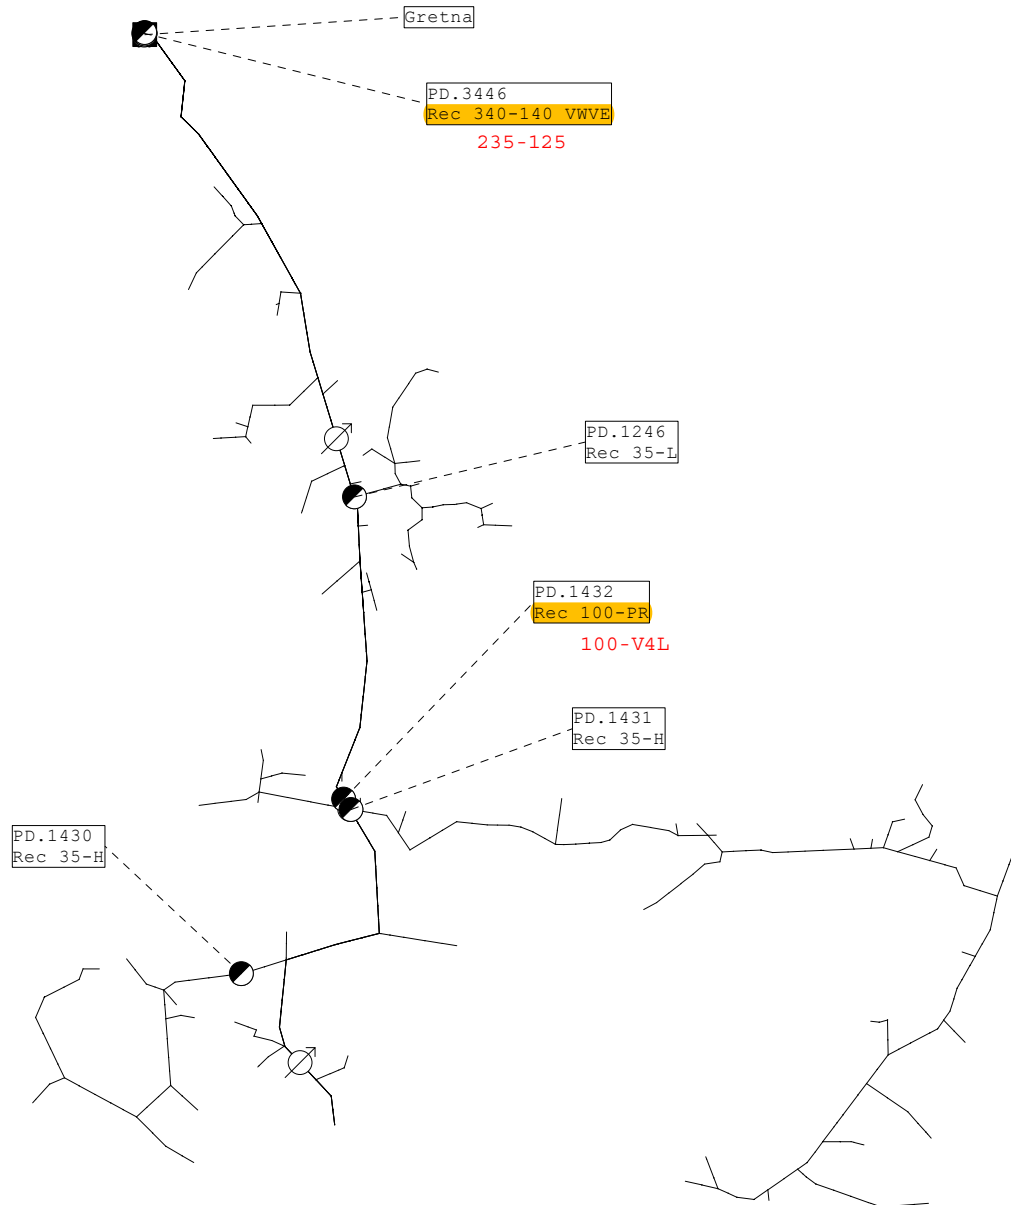 Gretna
PD.3446
Rec 340-140 VWVE
235-125
PD.1246
Rec 35-L
PD.1432
Rec 100-PR
100-V4L
PD.1431
Rec 35-H
PD.1430
Rec 35-H